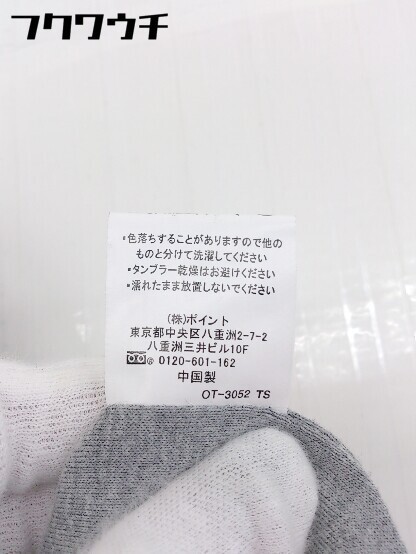 フクワウチ
・色落ちすることがありますので他の
ものと分けて洗濯してください
・タンブラー乾燥はお避けください
・濡れたまま放置しないでください
(株)ポイント
東京都中央区八重洲2-7-2
八重洲三井ビル10F
0120-601-162
中国製
OT-3052 TS